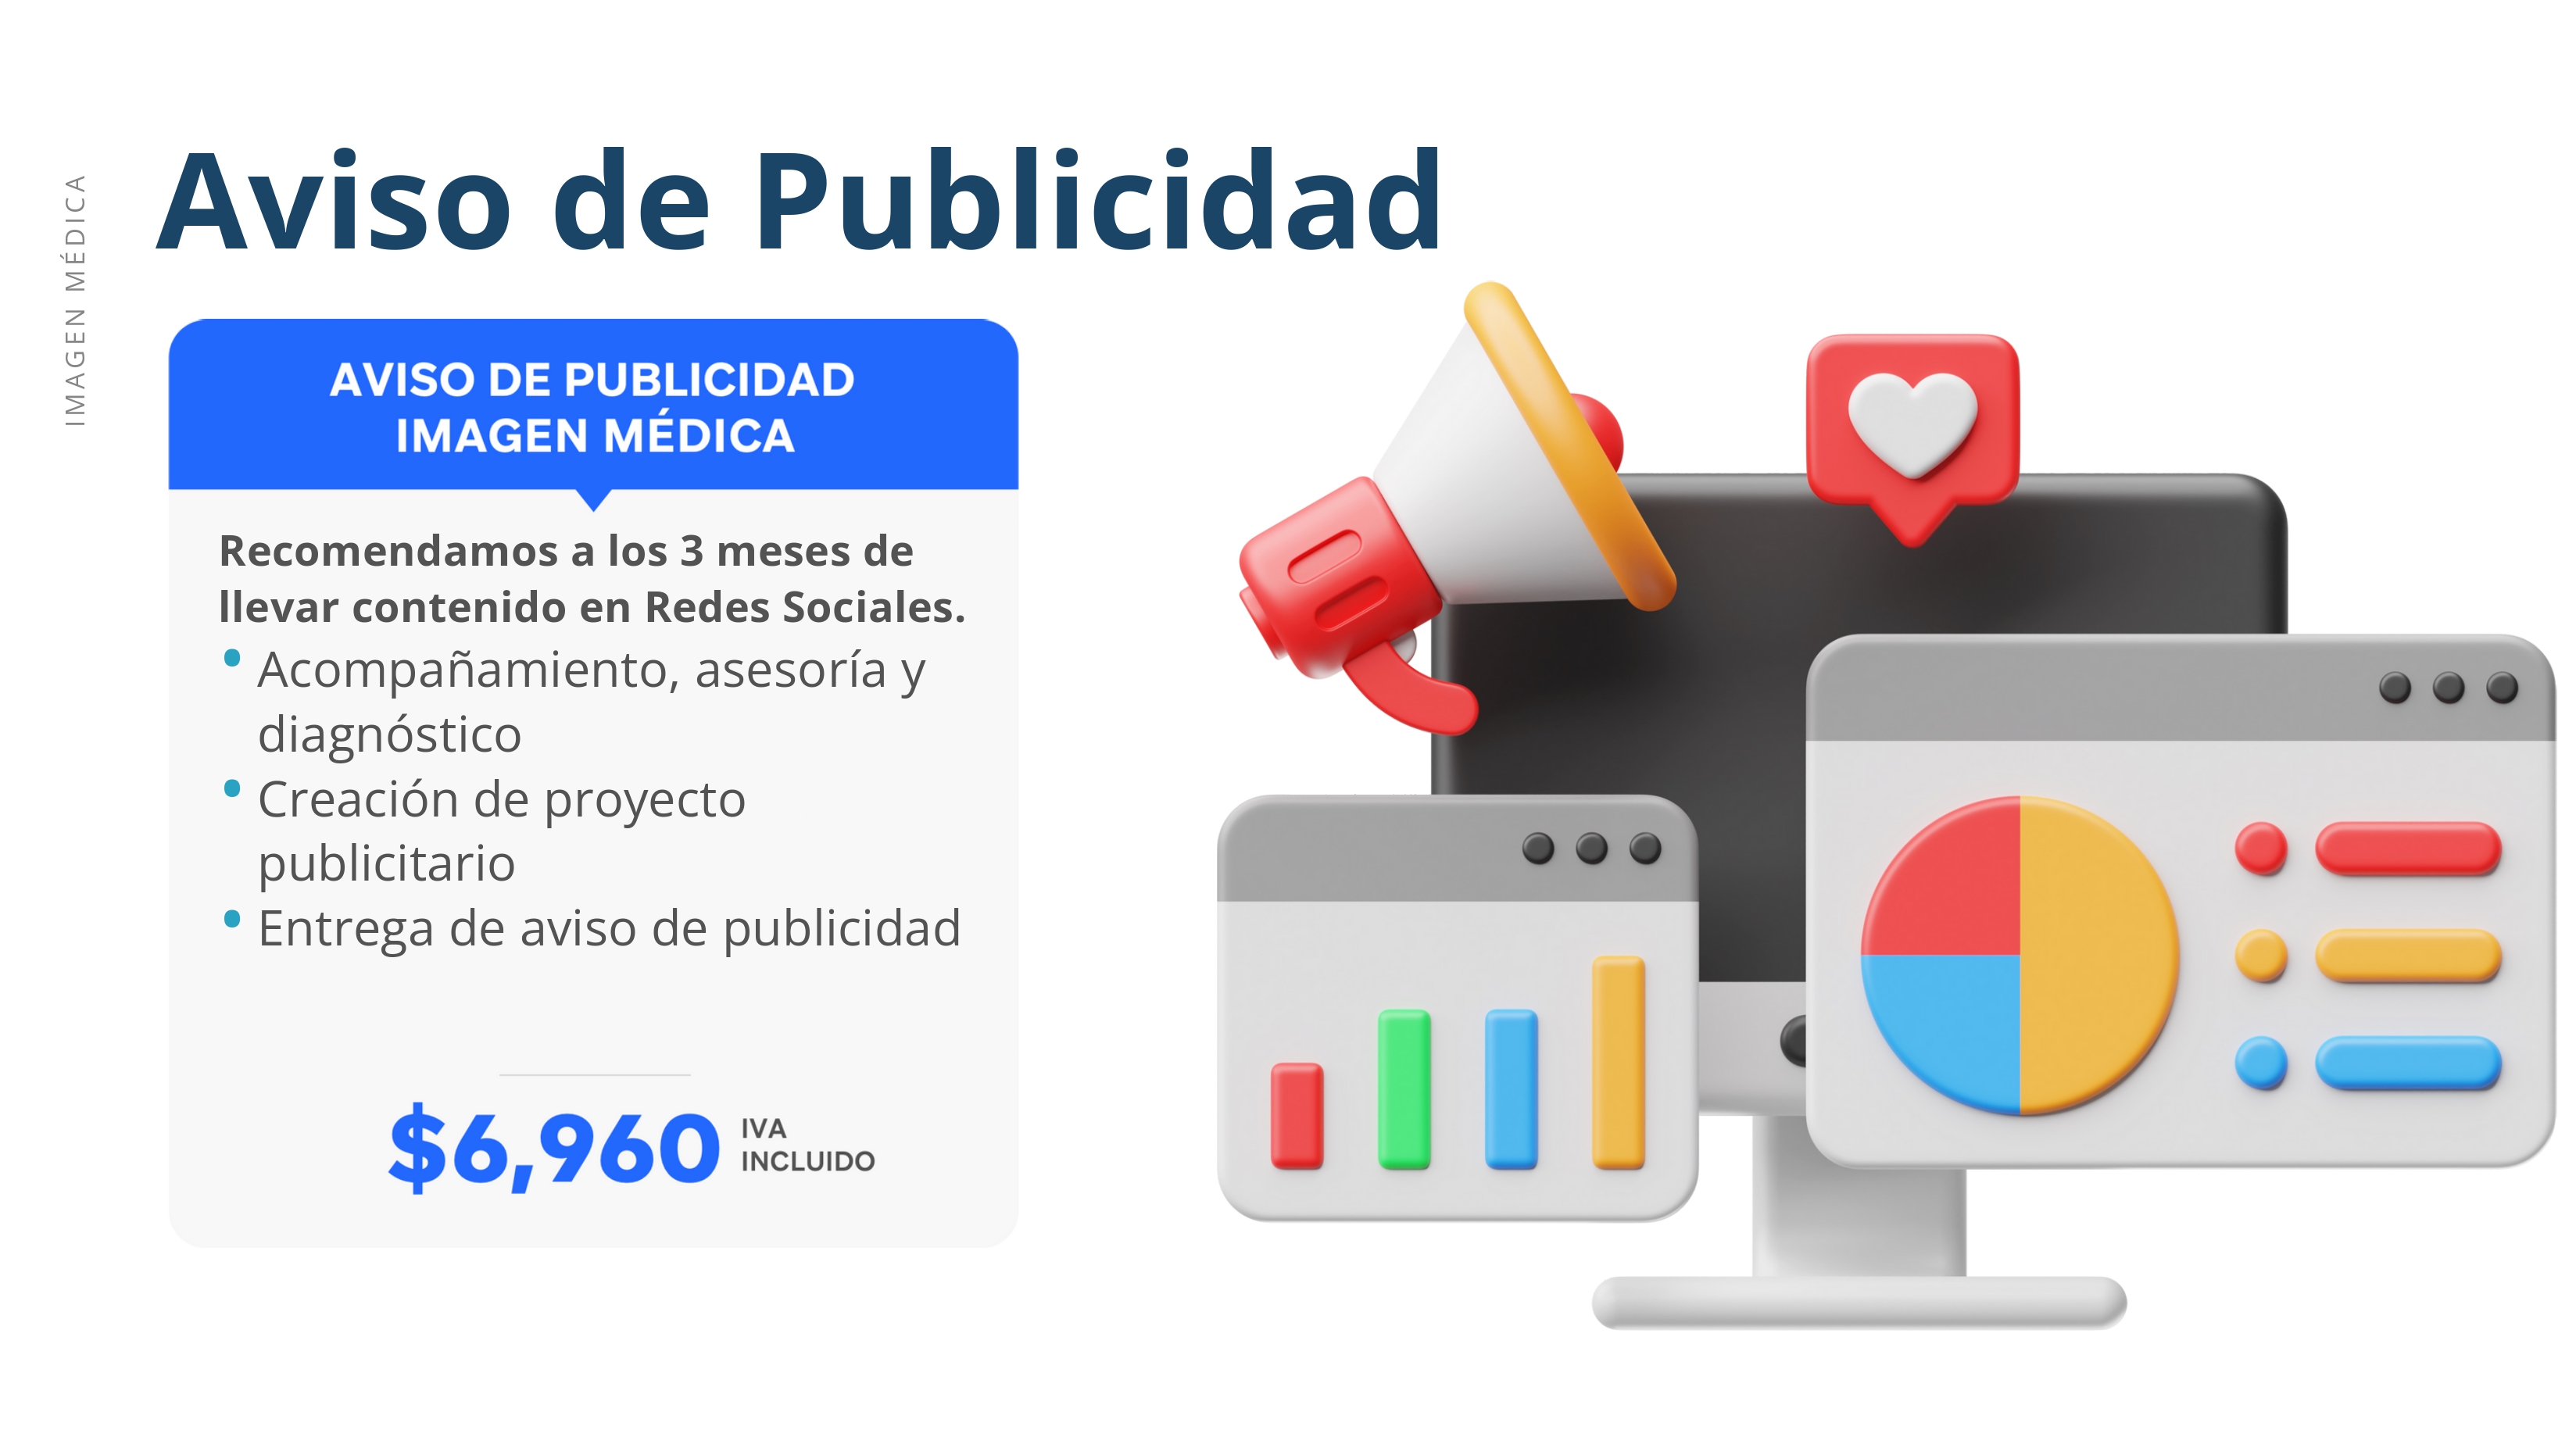 IMAGEN MÉDICA
Aviso de Publicidad
AVISO DE PUBLICIDAD
IMAGEN MÉDICA
Recomendamos a los 3 meses de
llevar contenido en Redes Sociales.
• Acompañamiento, asesoría y
diagnóstico
• Creación de proyecto
publicitario
• Entrega de aviso de publicidad
$6,960 IVA
INCLUIDO